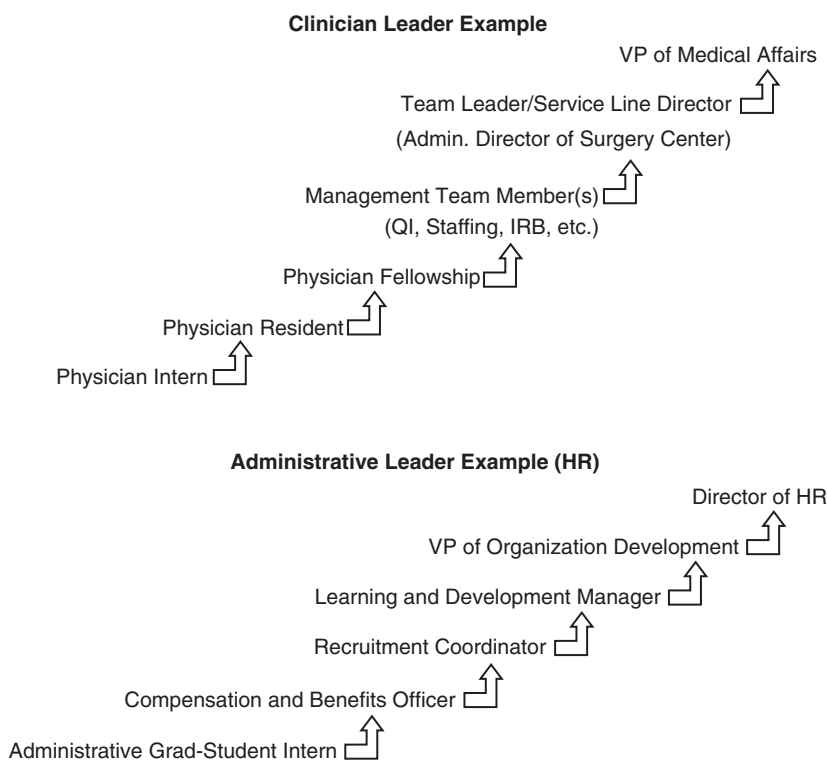 Clinician Leader Example
VP of Medical Affairs
Team Leader/Service Line Director
(Admin. Director of Surgery Center)
Management Team Member(s)
(QI, Staffing, IRB, etc.)
Physician Fellowship
Physician Resident
Physician Intern
Administrative Leader Example (HR)
Director of HR
VP of Organization Development
Learning and Development Manager
Recruitment Coordinator
Compensation and Benefits Officer
Administrative Grad-Student Intern